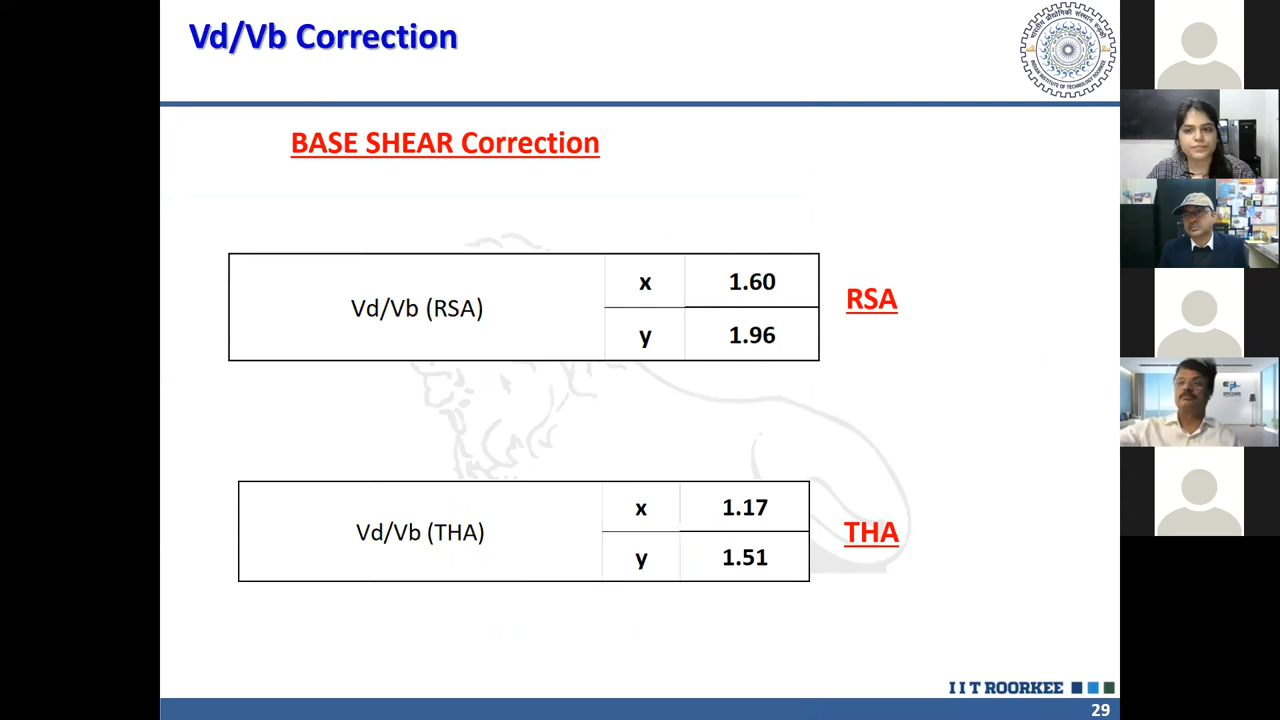 Vd/Vb Correction
BASE SHEAR Correction
Vd/Vb (RSA)
x
1.60
y
1.96
RSA
Vd/Vb (THA)
x
1.17
y
1.51
THA
I I T ROORKEE
29